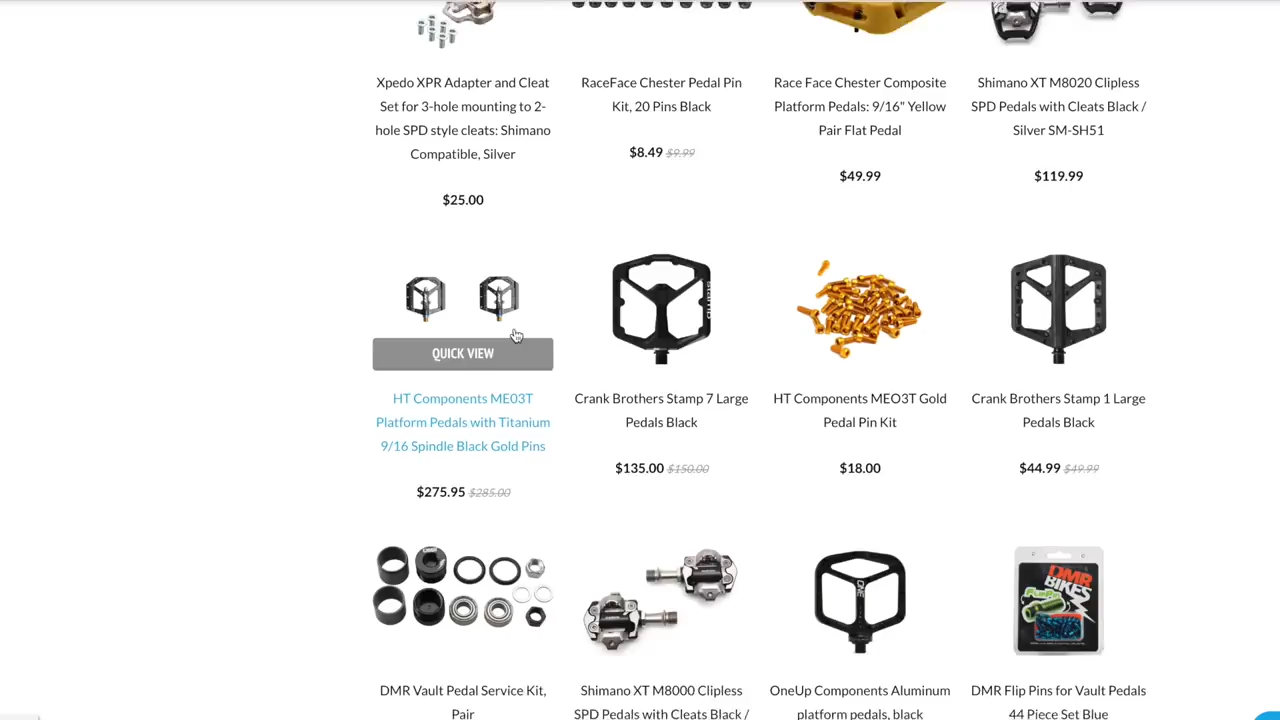 Xpedo XPR Adapter and Cleat
Set for 3-hole mounting to 2-
hole SPD style cleats: Shimano
Compatible, Silver
$25.00
RaceFace Chester Pedal Pin
Kit, 20 Pins Black
$8.49 $9.99
Race Face Chester Composite
Platform Pedals: 9/16" Yellow
Pair Flat Pedal
$49.99
Shimano XT M8020 Clipless
SPD Pedals with Cleats Black /
Silver SM-SH51
$119.99
QUICK VIEW
HT Components ME03T
Platform Pedals with Titanium
9/16 Spindle Black Gold Pins
$275.95 $285.00
stamp
Crank Brothers Stamp 7 Large
Pedals Black
$135.00 $150.00
HT Components MEO3T Gold
Pedal Pin Kit
$18.00
Crank Brothers Stamp 1 Large
Pedals Black
$44.99 $49.99
DMR Vault Pedal Service Kit,
Pair
Shimano XT M8000 Clipless
SPD Pedals with Cleats Black /
ONE
OneUp Components Aluminum
platform pedals, black
DMR
BIKES
DMR Flip Pins for Vault Pedals
44 Piece Set Blue